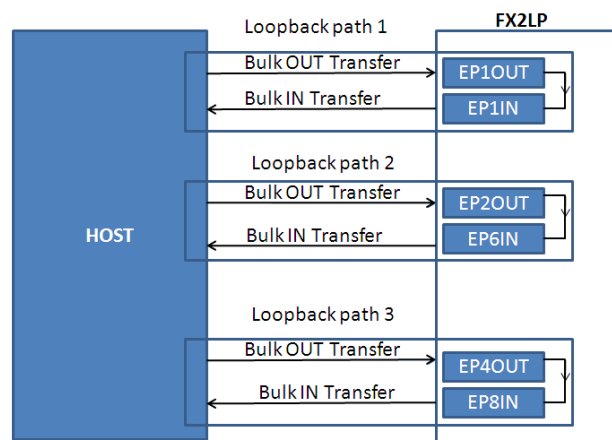 FX2LP
Loopback path 1
Bulk OUT Transfer
EP1OUT
Bulk IN Transfer
EP1IN
Loopback path 2
Bulk OUT Transfer
EP2OUT
HOST
Bulk IN Transfer
EP6IN
Loopback path 3
Bulk OUT Transfer
EP4OUT
Bulk IN Transfer
EP8IN